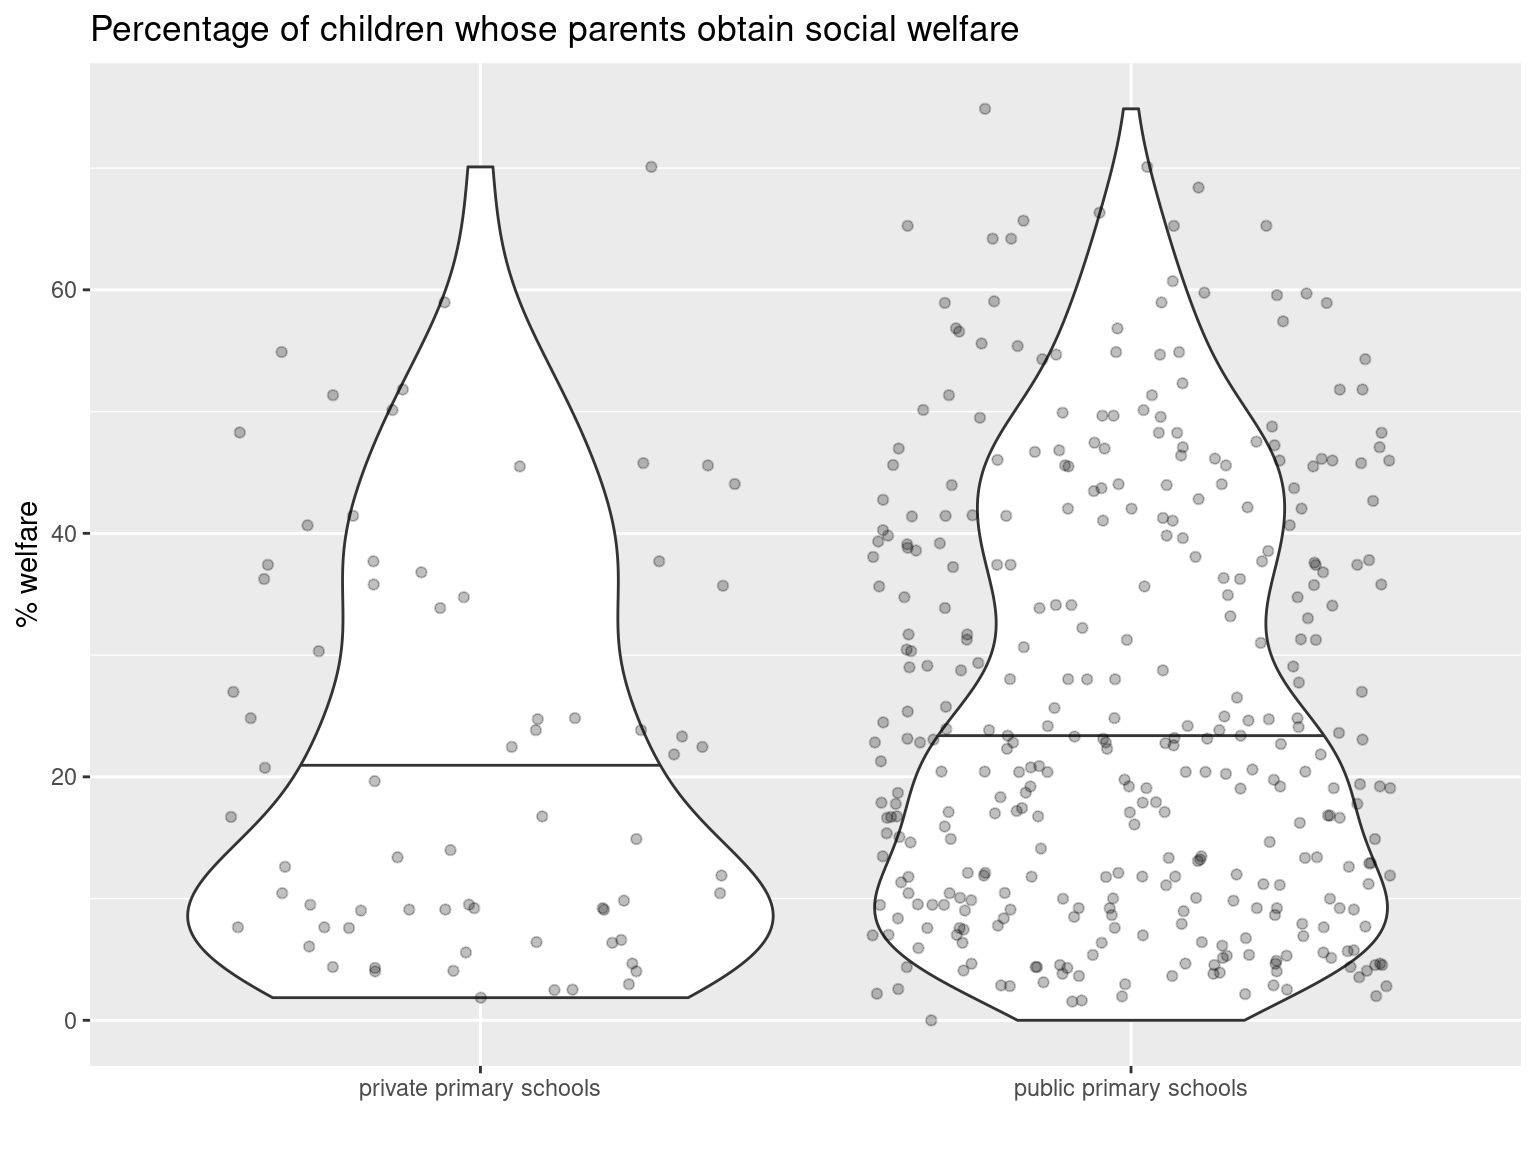 Percentage of children whose parents obtain social welfare
% welfare
60
40
20
0
private primary schools
public primary schools